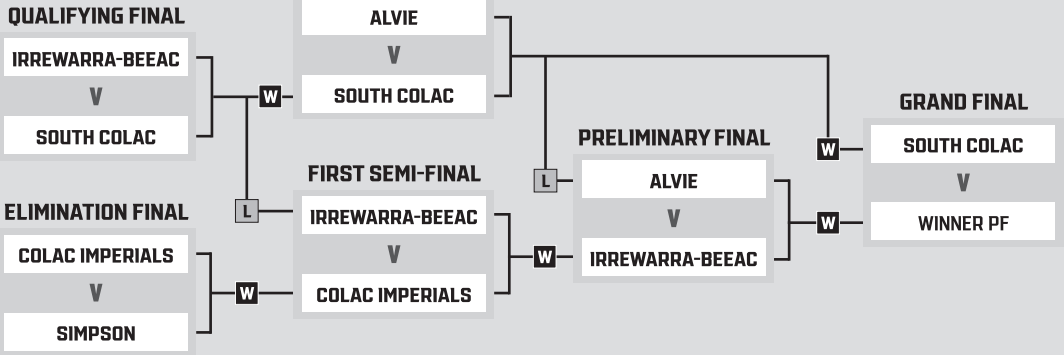 QUALIFYING FINAL
IRREWARRA-BEEAC
V
SOUTH COLAC
ELIMINATION FINAL
COLAC IMPERIALS
V
SIMPSON
W
L
W
ALVIE
V
SOUTH COLAC
FIRST SEMI-FINAL
IRREWARRA-BEEAC
V
COLAC IMPERIALS
L
W
PRELIMINARY FINAL
ALVIE
V
IRREWARRA-BEEAC
W
W
GRAND FINAL
SOUTH COLAC
V
WINNER PF